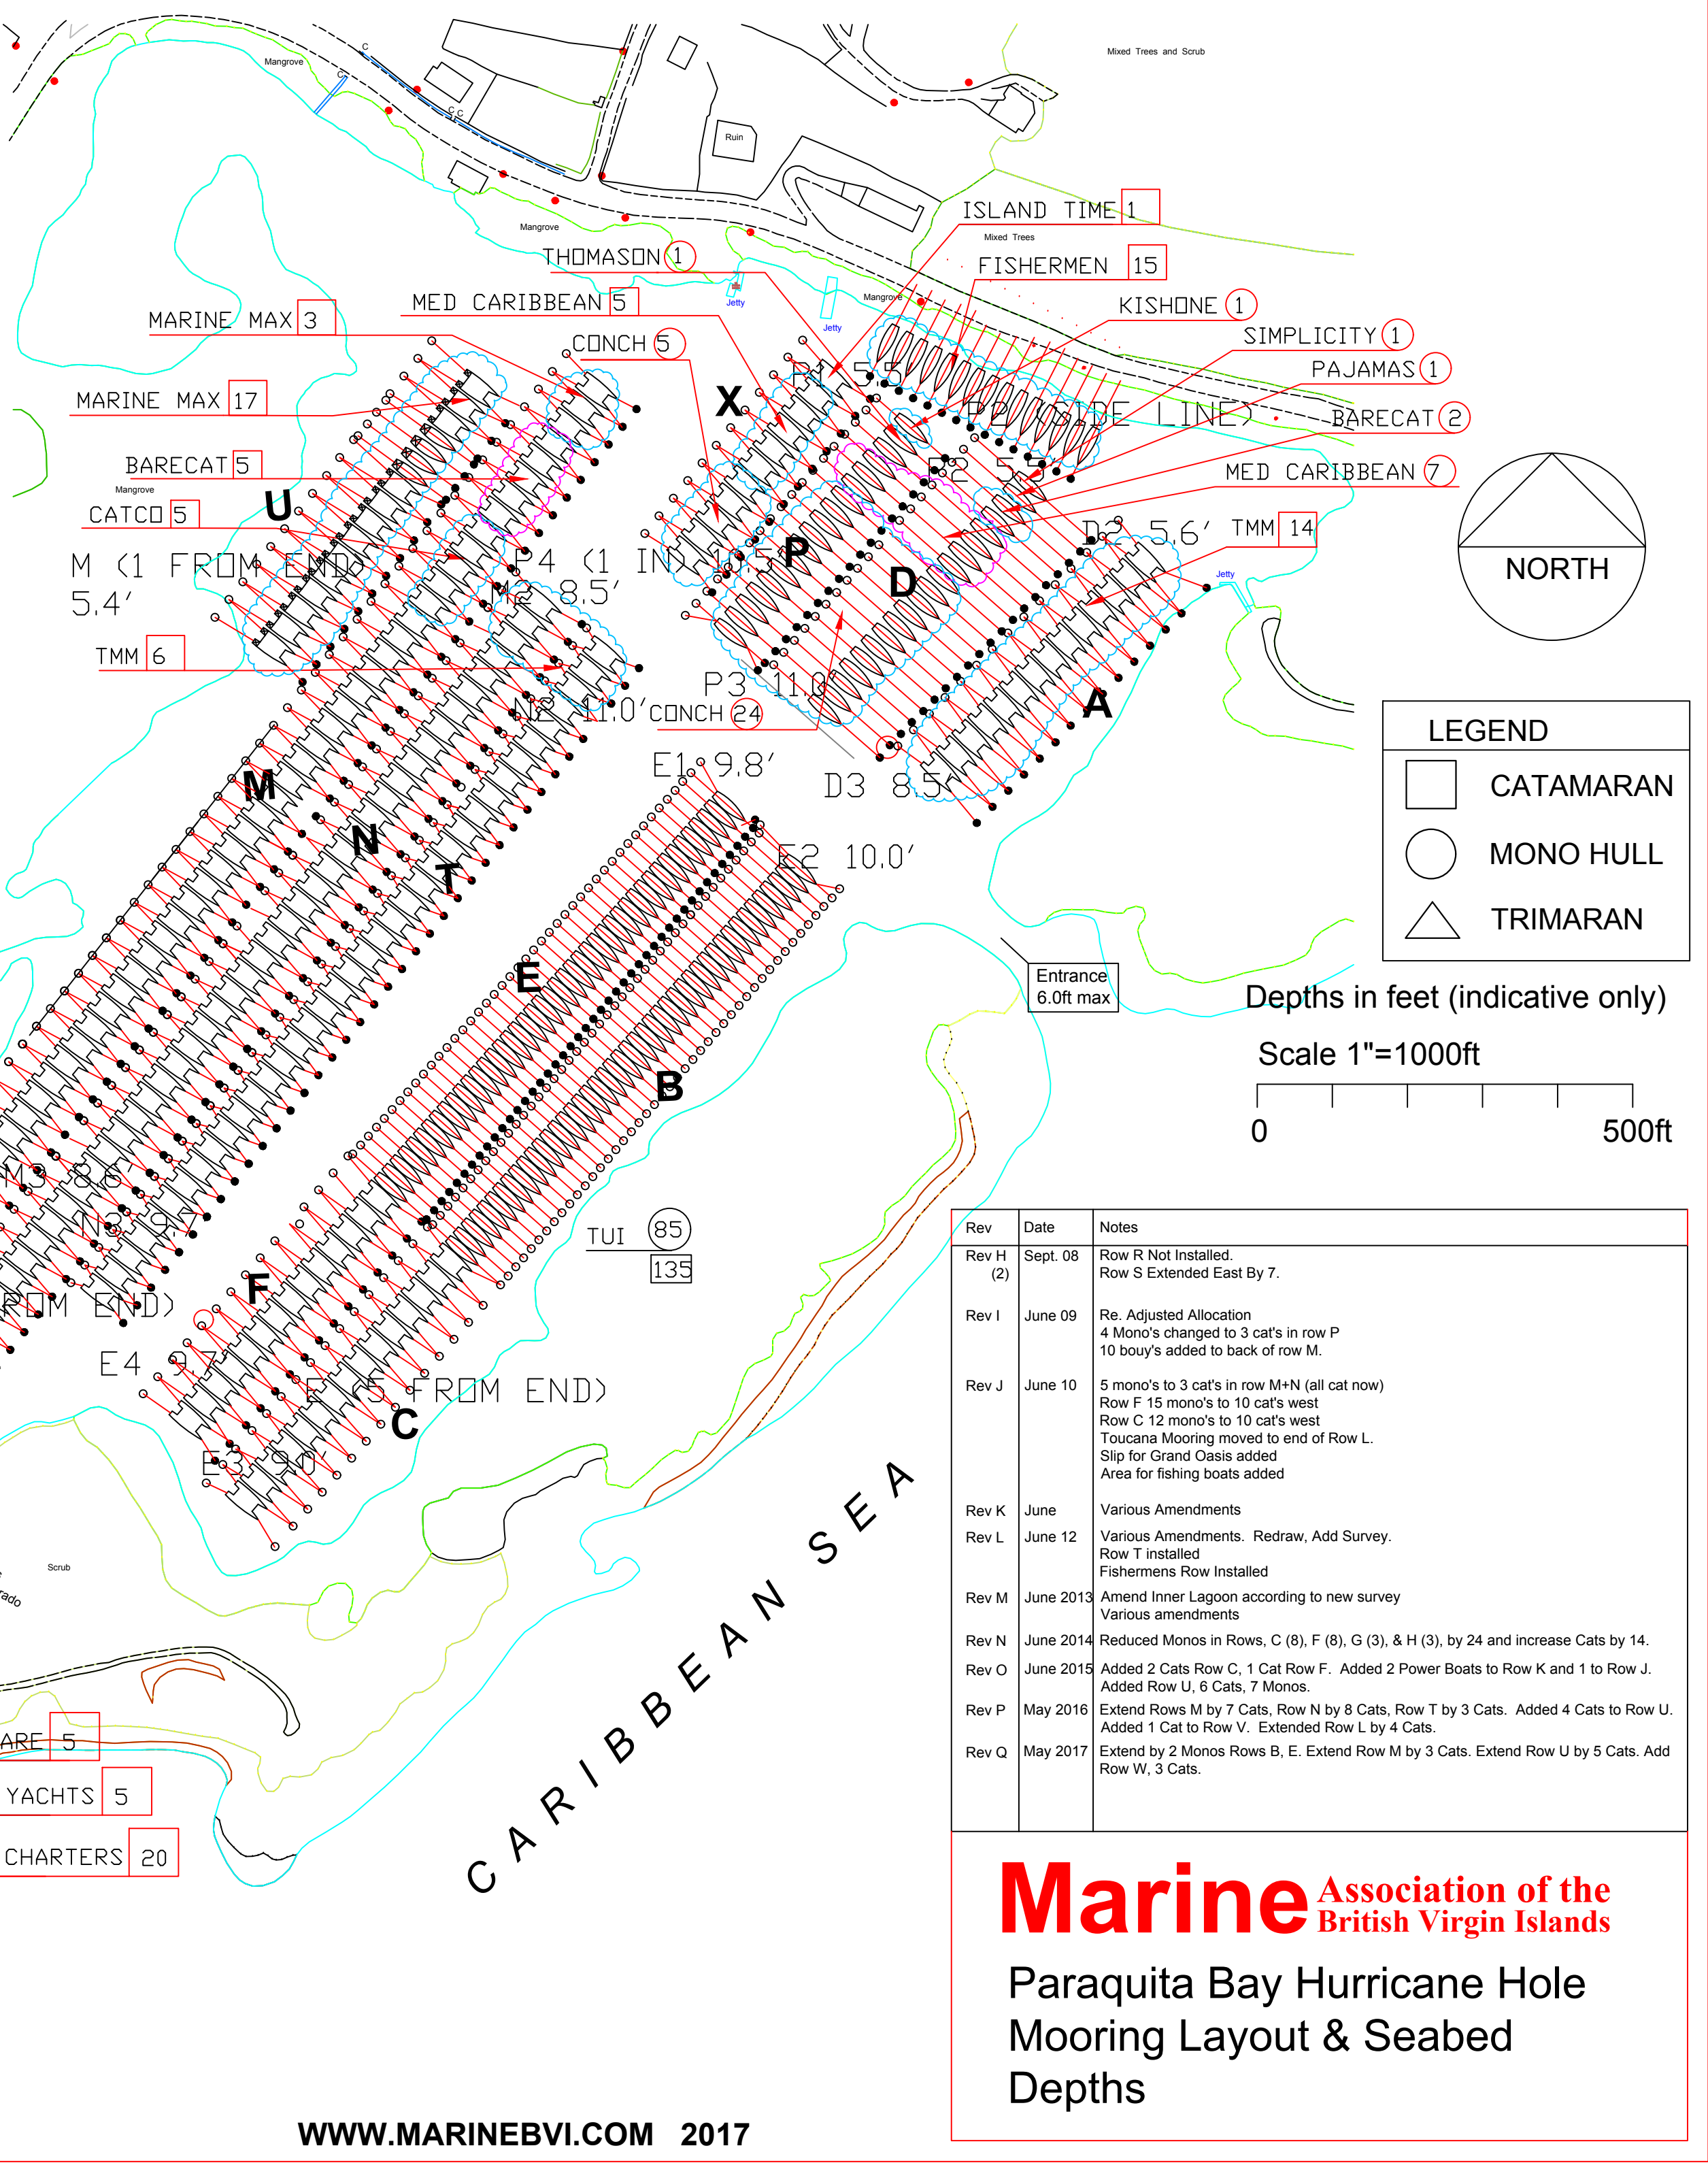 Mixed Trees and Scrub
Mangrove
C
C
C
C
Ruin
ISLAND TIME 1
Mangrove
Mixed Trees
THOMASON 1
FISHERMEN 15
MED CARIBBEAN 5
Jetty
Mangrove
KISHONE 1
MARINE MAX 3
Jetty
SIMPLICITY 1
CONCH 5
PAJAMAS 1
P1 5.5'
MARINE MAX 17
X
P2 (SIDE LINE)
BARECAT 2
BARECAT 5
P2 5.5'
MED CARIBBEAN 7
Mangrove
U
CATCO 5
D2 5.6'
TMM 14
M (1 FROM END)
5.4'
P4 (1 IN) 10.5'
P
NORTH
M2 8.5'
D
Jetty
TMM 6
P3 11.0'
N2 11.0'
CONCH 24
A
LEGEND
E1 9.8'
D3 8.5'
CATAMARAN
M
N
E2 10.0'
MONO HULL
T
TRIMARAN
E
Entrance
6.0ft max
Depths in feet (indicative only)
Scale 1"=1000ft
B
0 500ft
M3 8.6'
N3 9.7'
TUI 85
135
F
ROM END)
E4 9.7'
E (5 FROM END)
C
E3 9.0'
Scrub
rado
CARIBBEAN SEA
ARE 5
YACHTS 5
CHARTERS 20
Rev Date Notes
Rev H Sept. 08 Row R Not Installed.
(2) Row S Extended East By 7.
Rev I June 09 Re. Adjusted Allocation
4 Mono's changed to 3 cat's in row P
10 bouy's added to back of row M.
Rev J June 10 5 mono's to 3 cat's in row M+N (all cat now)
Row F 15 mono's to 10 cat's west
Row C 12 mono's to 10 cat's west
Toucana Mooring moved to end of Row L.
Slip for Grand Oasis added
Area for fishing boats added
Rev K June Various Amendments
Rev L June 12 Various Amendments. Redraw, Add Survey.
Row T installed
Fishermens Row Installed
Rev M June 2013 Amend Inner Lagoon according to new survey
Various amendments
Rev N June 2014 Reduced Monos in Rows, C (8), F (8), G (3), & H (3), by 24 and increase Cats by 14.
Rev O June 2015 Added 2 Cats Row C, 1 Cat Row F. Added 2 Power Boats to Row K and 1 to Row J.
Added Row U, 6 Cats, 7 Monos.
Rev P May 2016 Extend Rows M by 7 Cats, Row N by 8 Cats, Row T by 3 Cats. Added 4 Cats to Row U.
Added 1 Cat to Row V. Extended Row L by 4 Cats.
Rev Q May 2017 Extend by 2 Monos Rows B, E. Extend Row M by 3 Cats. Extend Row U by 5 Cats. Add
Row W, 3 Cats.
Marine Association of the
British Virgin Islands
Paraquita Bay Hurricane Hole
Mooring Layout & Seabed
Depths
WWW.MARINEBVI.COM 2017